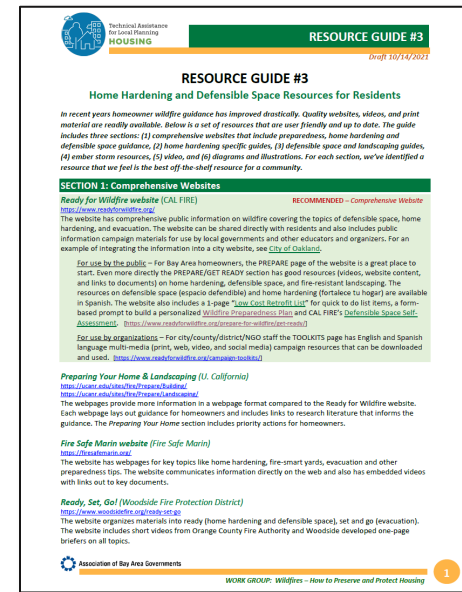 Technical Assistance
for Local Planning
HOUSING
RESOURCE GUIDE #3
Draft 10/14/2021
RESOURCE GUIDE #3
Home Hardening and Defensible Space Resources for Residents
In recent years homeowner wildfire guidance has improved drastically. Quality websites, videos, and print
material are readily available. Below is a set of resources that are user friendly and up to date. The guide
includes three sections: (1) comprehensive websites that include preparedness, home hardening and
defensible space guidance, (2) home hardening specific guides, (3) defensible space and landscaping guides,
(4) ember storm resources, (5) video, and (6) diagrams and illustrations. For each section, we've identified a
resource that we feel is the best off-the-shelf resource for a community.
SECTION 1: Comprehensive Websites
Ready for Wildfire website (CAL FIRE) RECOMMENDED – Comprehensive Website
https://www.readyforwildfire.org/
The website has comprehensive public information on wildfire covering the topics of defensible space, home
hardening, and evacuation. The website can be shared directly with residents and also includes public
information campaign materials for use by local governments and other educators and organizers. For an
example of integrating the information into a city website, see City of Oakland.
For use by the public – For Bay Area homeowners, the PREPARE page of the website is a great place to
start. Even more directly the PREPARE/GET READY section has good resources (videos, website content,
and links to documents) on home hardening, defensible space, and fire-resistant landscaping. The
resources on defensible space (espacio defendible) and home hardening (fortalece tu hogar) are available
in Spanish. The website also includes a 1-page "Low Cost Retrofit List" for quick to do list items, a form-
based prompt to build a personalized Wildfire Preparedness Plan and CAL FIRE's Defensible Space Self-
Assessment. [https://www.readyforwildfire.org/prepare-for-wildfire/get-ready/]
For use by organizations – For city/county/district/NGO staff the TOOLKITS page has English and Spanish
language multi-media (print, web, video, and social media) campaign resources that can be downloaded
and used. [https://www.readyforwildfire.org/campaign-toolkits/]
Preparing Your Home & Landscaping (U. California)
https://ucanr.edu/sites/fire/Prepare/Building/
https://ucanr.edu/sites/fire/Prepare/Landscaping/
The webpages provide more information in a webpage format compared to the Ready for Wildfire website.
Each webpage lays out guidance for homeowners and includes links to research literature that informs the
guidance. The Preparing Your Home section includes priority actions for homeowners.
Fire Safe Marin website (Fire Safe Marin)
https://firesafemarin.org/
The website has webpages for key topics like home hardening, fire-smart yards, evacuation and other
preparedness tips. The website communicates information directly on the web and also has embedded videos
with links out to key documents.
Ready, Set, Go! (Woodside Fire Protection District)
https://www.woodsidefire.org/ready-set-go
The website organizes materials into ready (home hardening and defensible space), set and go (evacuation).
The website includes short videos from Orange County Fire Authority and Woodside developed one-page
briefers on all topics.
Association of Bay Area Governments
1
WORK GROUP: Wildfires – How to Preserve and Protect Housing